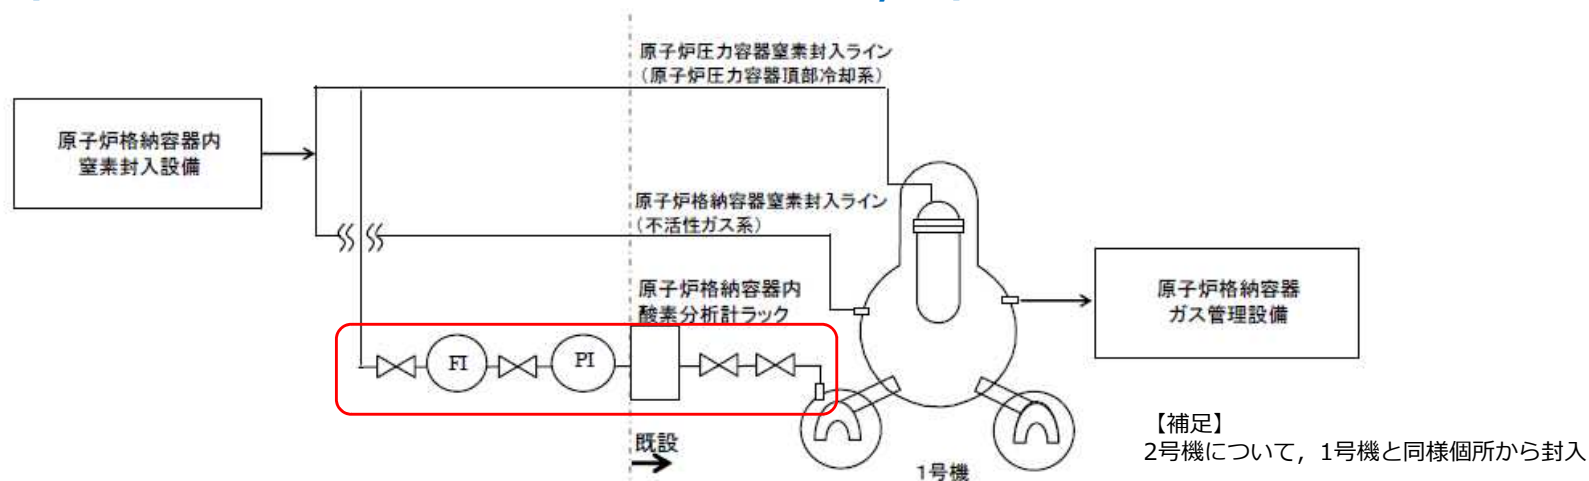 原子炉圧力容器窒素封入ライン
（原子炉圧力容器頂部冷却系）
原子炉格納容器内
窒素封入設備
原子炉格納容器窒素封入ライン
（不活性ガス系）
原子炉格納容器内
酸素分析計ラック
原子炉格納容器
ガス管理設備
FI
PI
既設
1号機
【補足】
2号機について，1号機と同様個所から封入